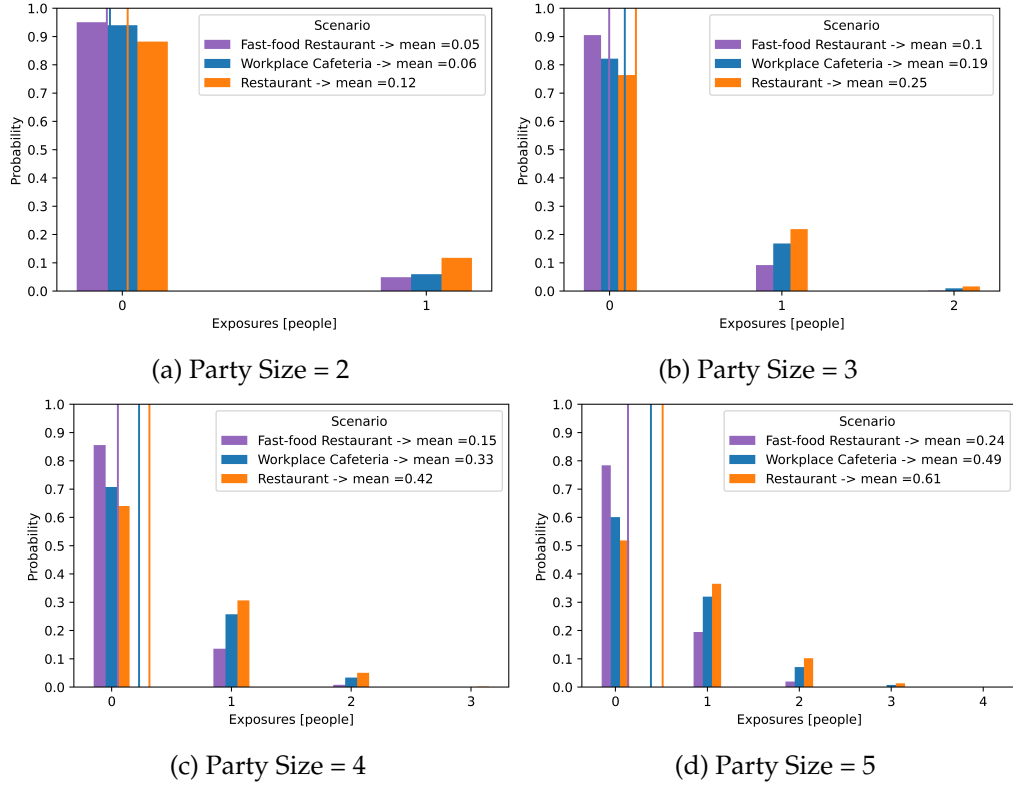 Scenario
Fast-food Restaurant -> mean =0.05
Workplace Cafeteria -> mean =0.06
Restaurant -> mean =0.12
1.0
0.9
0.8
0.7
0.6
0.5
0.4
0.3
0.2
0.1
0.0
Probability
0 1
Exposures [people]
(a) Party Size = 2
Scenario
Fast-food Restaurant -> mean =0.1
Workplace Cafeteria -> mean =0.19
Restaurant -> mean =0.25
1.0
0.9
0.8
0.7
0.6
0.5
0.4
0.3
0.2
0.1
0.0
Probability
0 1 2
Exposures [people]
(b) Party Size = 3
Scenario
Fast-food Restaurant -> mean =0.15
Workplace Cafeteria -> mean =0.33
Restaurant -> mean =0.42
1.0
0.9
0.8
0.7
0.6
0.5
0.4
0.3
0.2
0.1
0.0
Probability
0 1 2 3
Exposures [people]
(c) Party Size = 4
Scenario
Fast-food Restaurant -> mean =0.24
Workplace Cafeteria -> mean =0.49
Restaurant -> mean =0.61
1.0
0.9
0.8
0.7
0.6
0.5
0.4
0.3
0.2
0.1
0.0
Probability
0 1 2 3 4
Exposures [people]
(d) Party Size = 5